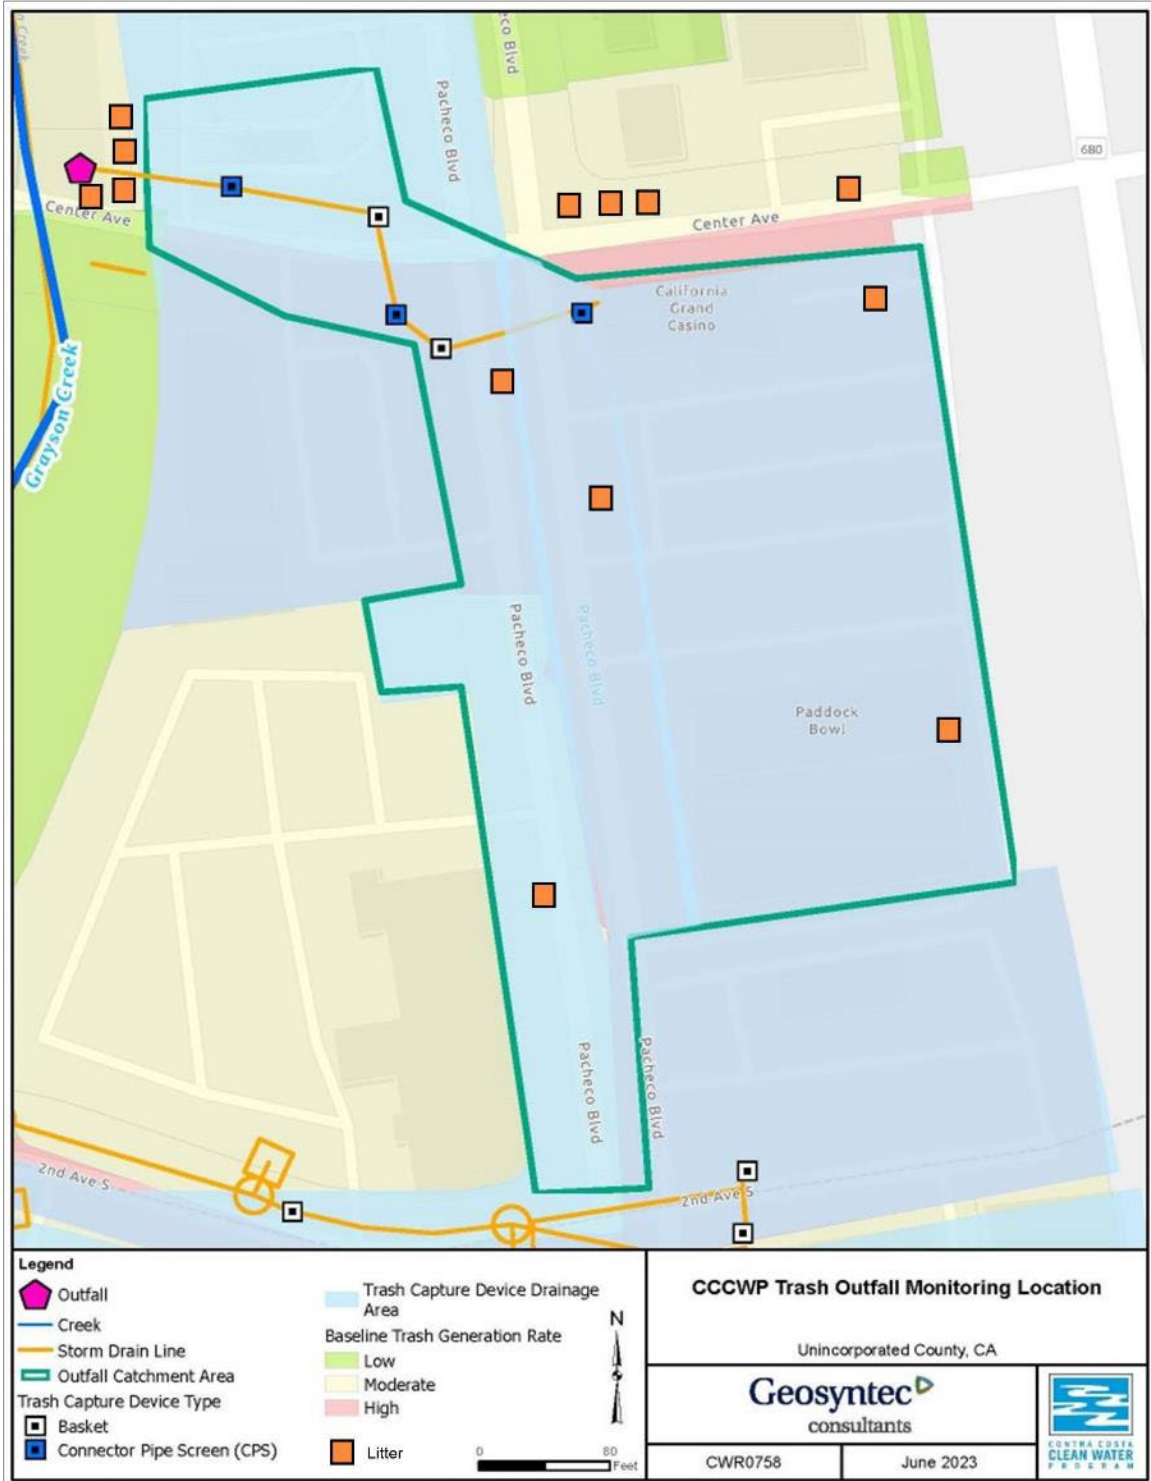 n Creek
co Blvd
Pacheco Blvd
680
Center Ave
Center Ave
California
Grand
Casino
Grayson Creek
Pacheco Blvd
Pacheco Blvd
Paddock
Bowl
Pacheco Blvd
Pacheco Blvd
2nd Ave S
2nd Ave S
Legend
Outfall
Creek
Storm Drain Line
Outfall Catchment Area
Trash Capture Device Type
Basket
Connector Pipe Screen (CPS)
Trash Capture Device Drainage
Area
Baseline Trash Generation Rate
Low
Moderate
High
Litter
N
0 80
Feet
CCCWP Trash Outfall Monitoring Location
Unincorporated County, CA
Geosyntec
consultants
CWR0758
June 2023
CONTRA COSTA
CLEAN WATER
PROGRAM